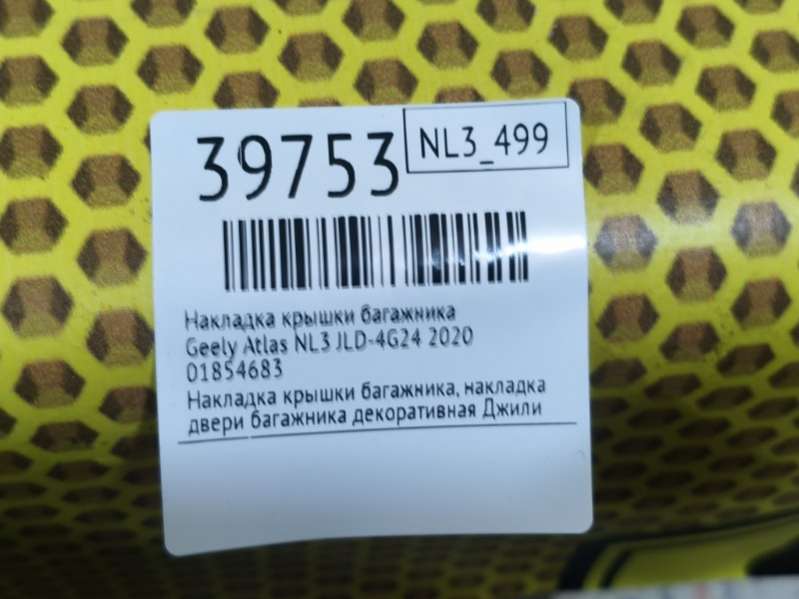 39753
NL3_499
Накладка крышки багажника
Geely Atlas NL3 JLD-4G24 2020
01854683
Накладка крышки багажника, накладка
двери багажника декоративная Джили